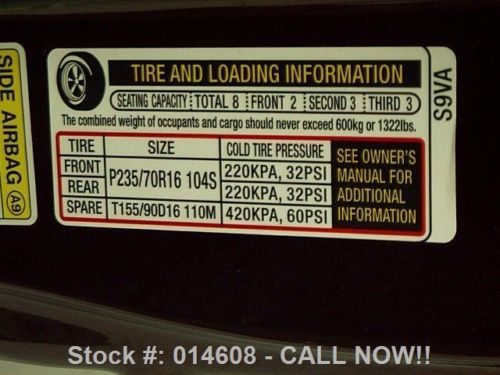 TIRE AND LOADING INFORMATION
SEATING CAPACITY TOTAL 8 FRONT 2 SECOND 3 THIRD 3
The combined weight of occupants and cargo should never exceed 600kg or 1322lbs.
TIRE SIZE COLD TIRE PRESSURE
FRONT P235/70R16 104S 220KPA, 32PSI
REAR 220KPA, 32PSI
SPARE T155/90D16 110M 420KPA, 60PSI
SEE OWNER'S
MANUAL FOR
ADDITIONAL
INFORMATION
S9VA
SIDE AIRBAG
A9
Stock #: 014608 - CALL NOW!!